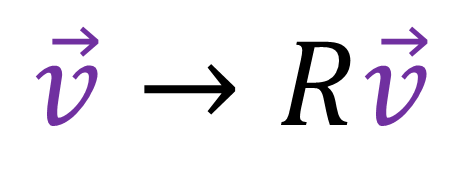 v⃗ → Rv⃗